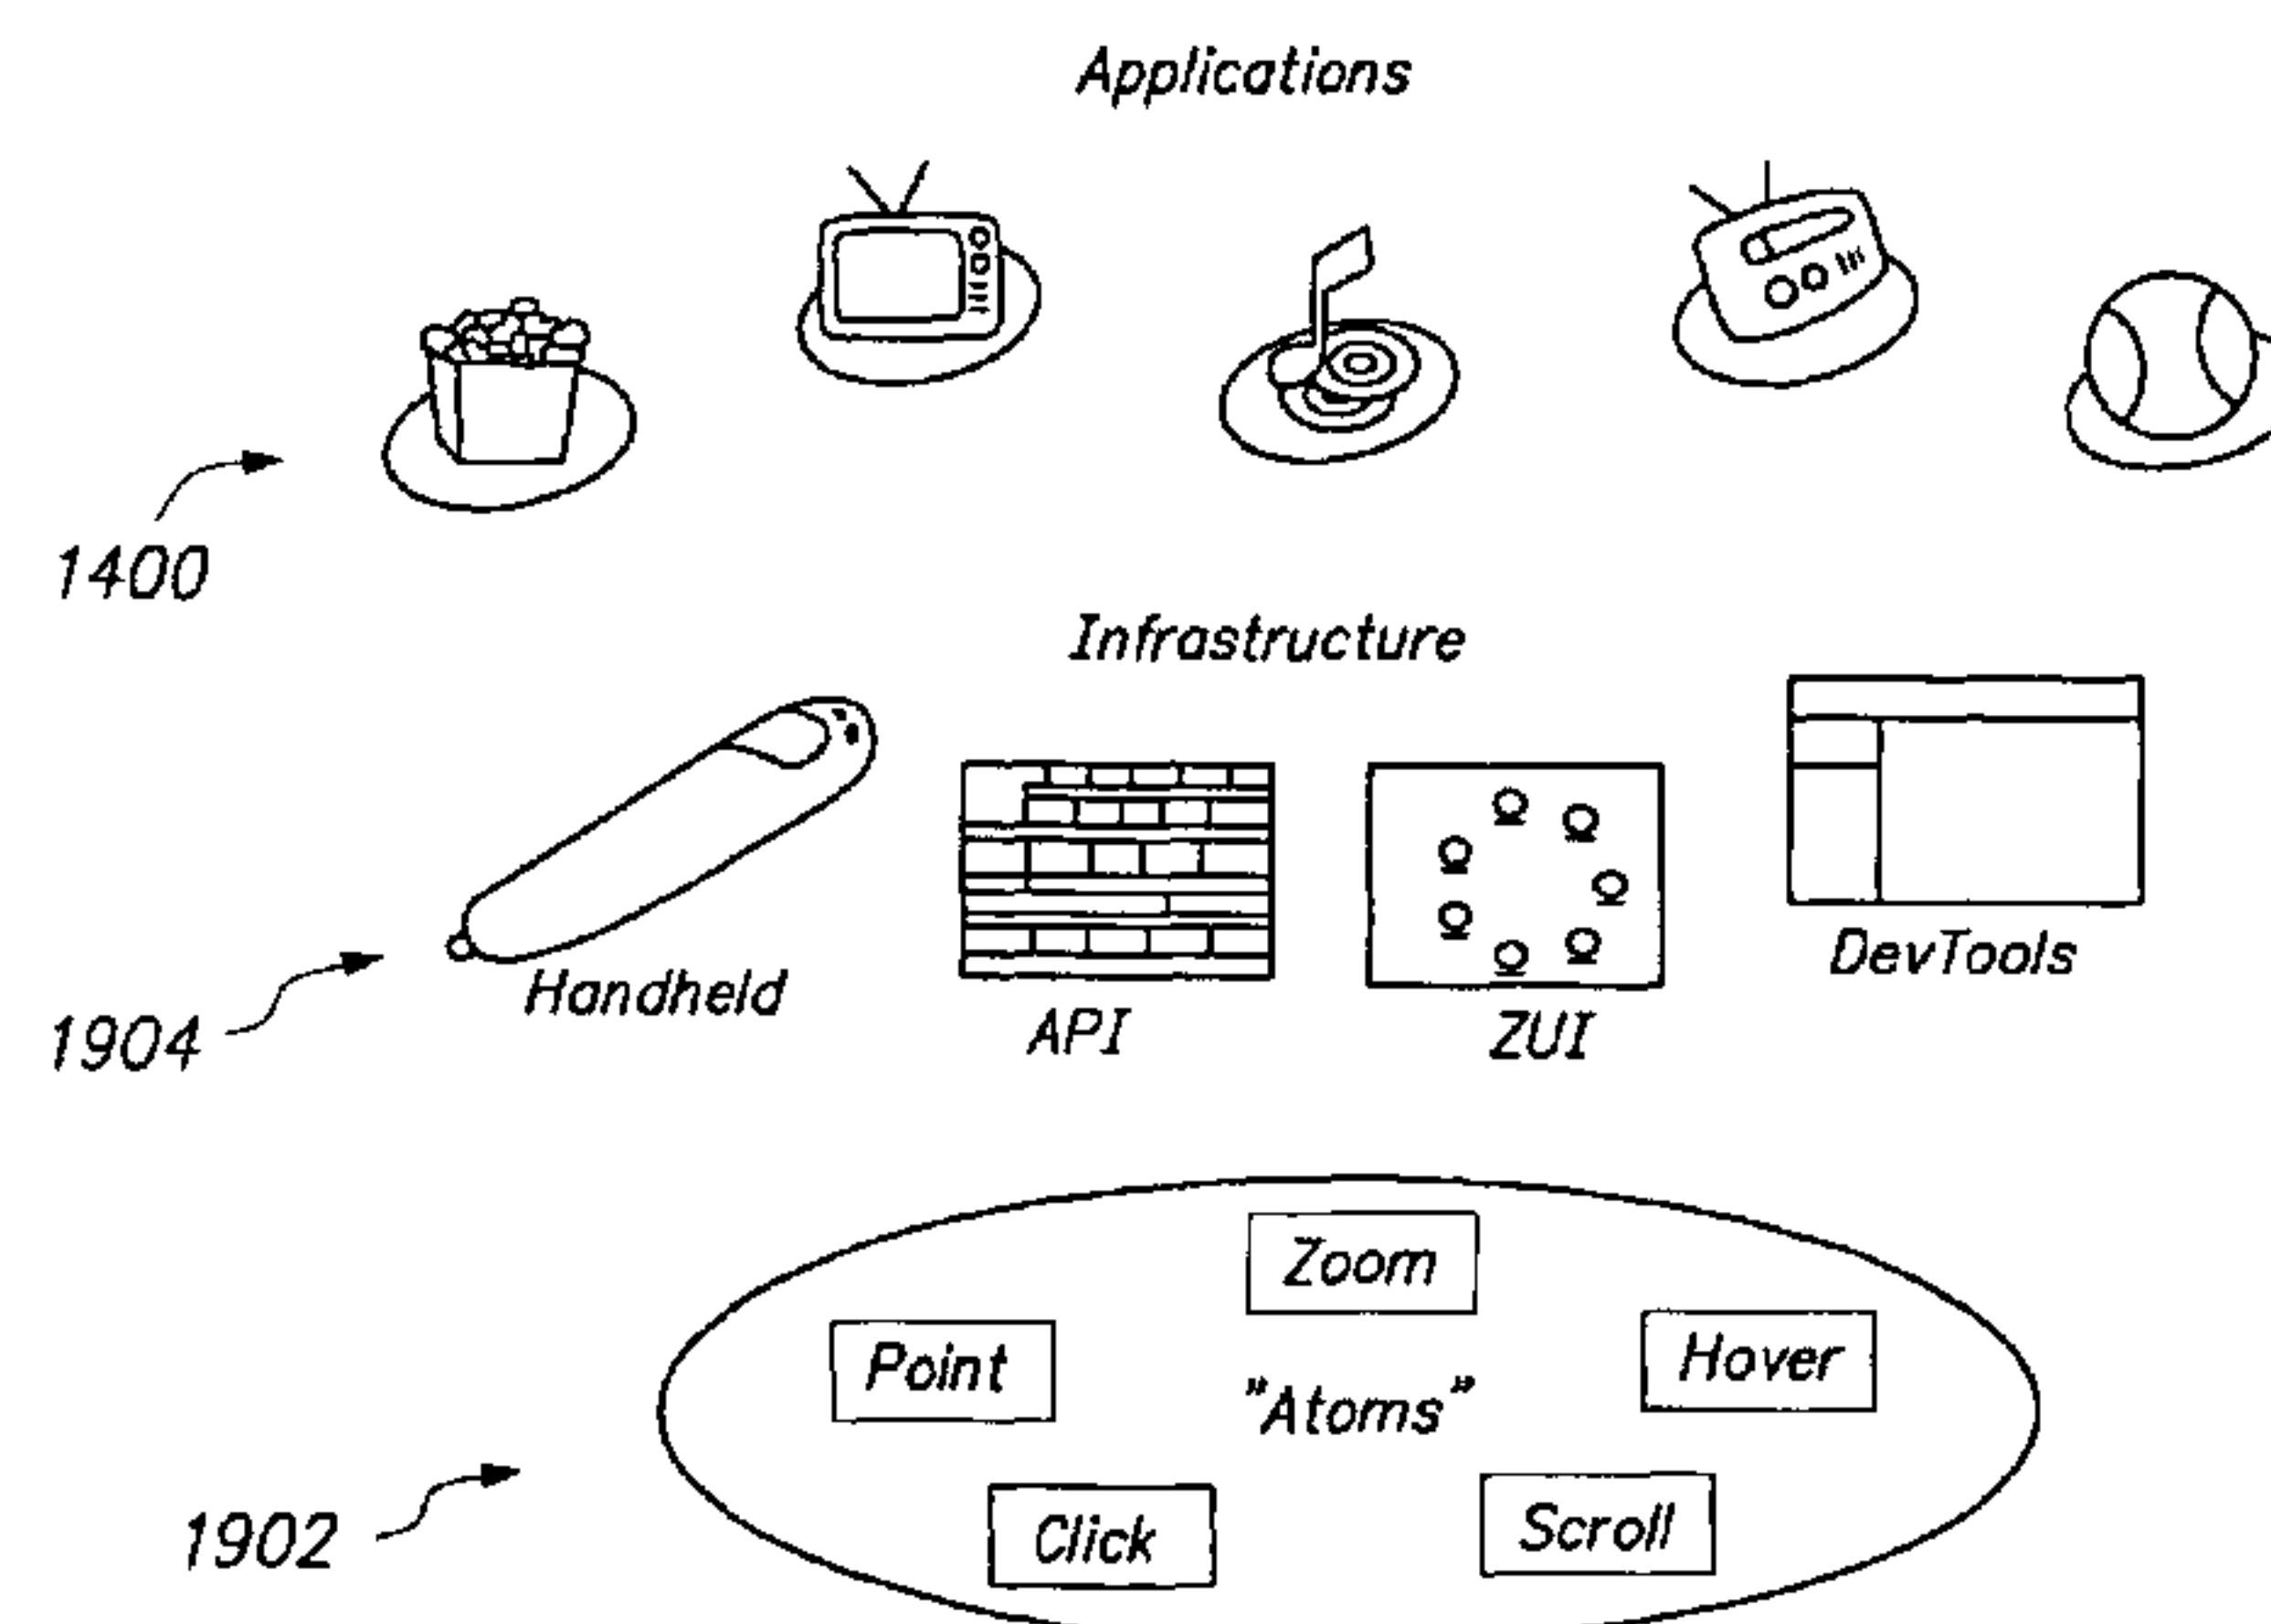 Applications
1400
Infrastructure
Handheld
API
ZUI
DevTools
1904
Zoom
Point
Hover
"Atoms"
Click
Scroll
1902